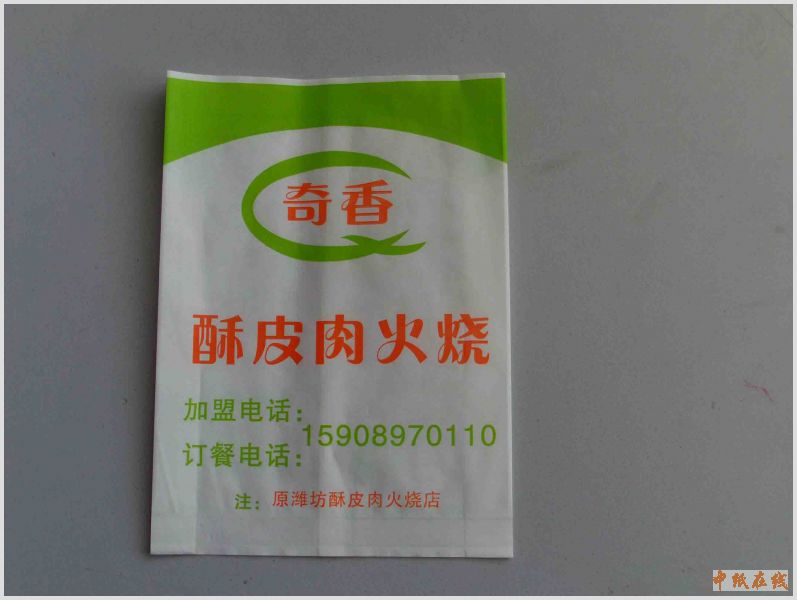 奇香
酥皮肉火烧
加盟电话：
15908970110
订餐电话：
注：原潍坊酥皮肉火烧店
中纸在线